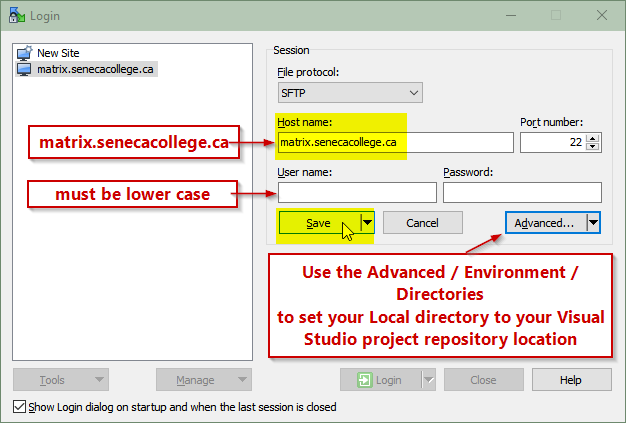 Login
New Site
matrix.senecacollege.ca
Session
File protocol:
SFTP
Host name:
Port number:
matrix.senecacollege.ca
matrix.senecacollege.ca
22
User name:
Password:
must be lower case
Save
Cancel
Advanced...
Use the Advanced / Environment /
Directories
to set your Local directory to your Visual
Studio project repository location
Tools
Manage
Login
Close
Help
Show Login dialog on startup and when the last session is closed